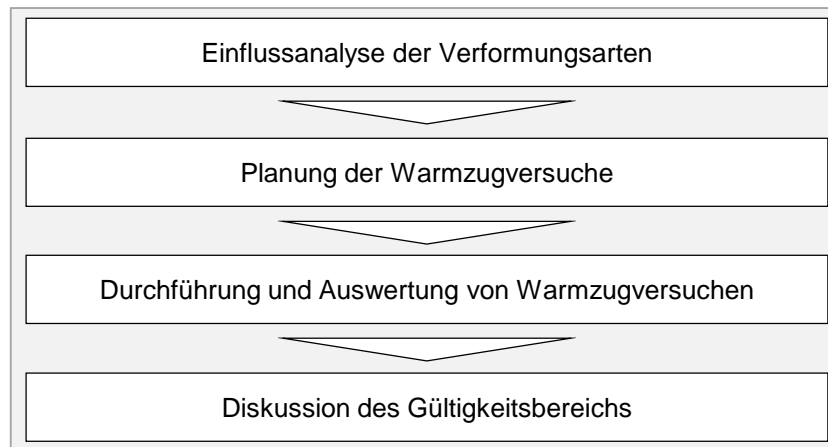 Einflussanalyse der Verformungsarten
Planung der Warmzugversuche
Durchführung und Auswertung von Warmzugversuchen
Diskussion des Gültigkeitsbereichs